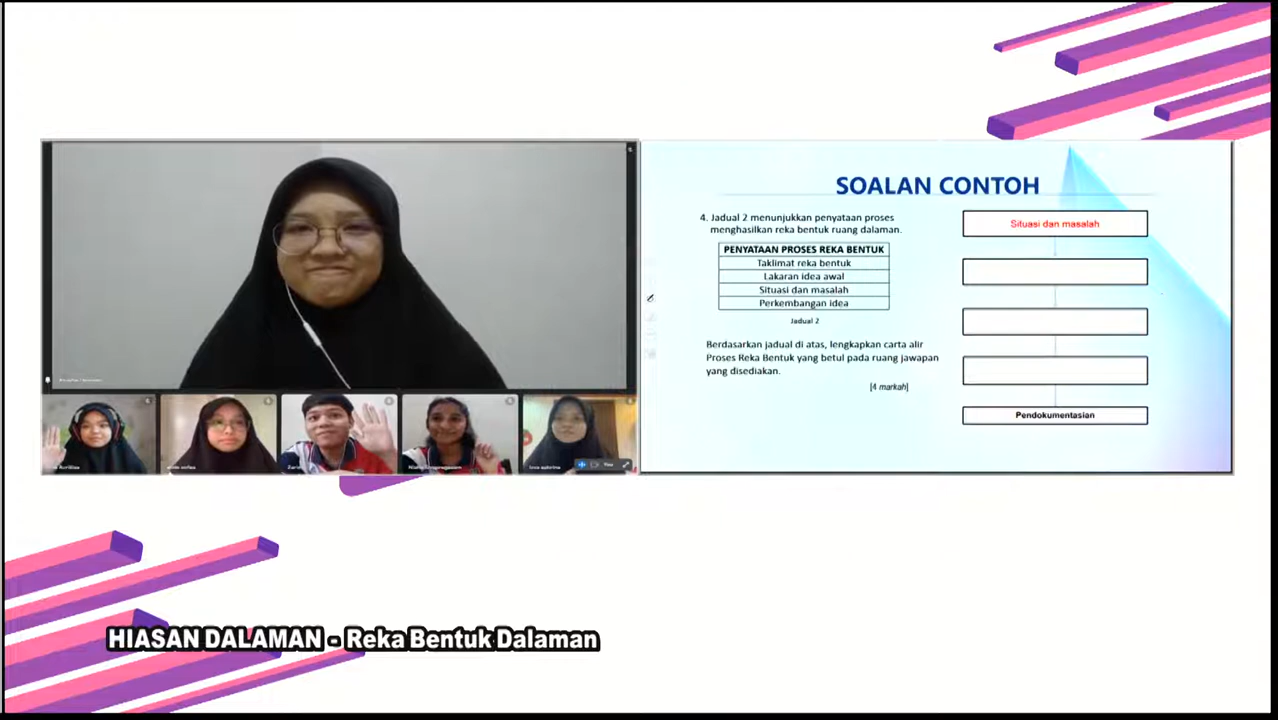 SOALAN CONTOH
4. Jadual 2 menunjukkan penyataan proses
menghasilkan reka bentuk ruang dalaman.
PENYATAAN PROSES REKA BENTUK
Taklimat reka bentuk
Lakaran idea awal
Situasi dan masalah
Perkembangan idea
Jadual 2
Berdasarkan jadual di atas, lengkapkan carta alir
Proses Reka Bentuk yang betul pada ruang jawapan
yang disediakan.
[4 markah]
Situasi dan masalah
Pendokumentasian
HIASAN DALAMAN - Reka Bentuk Dalaman